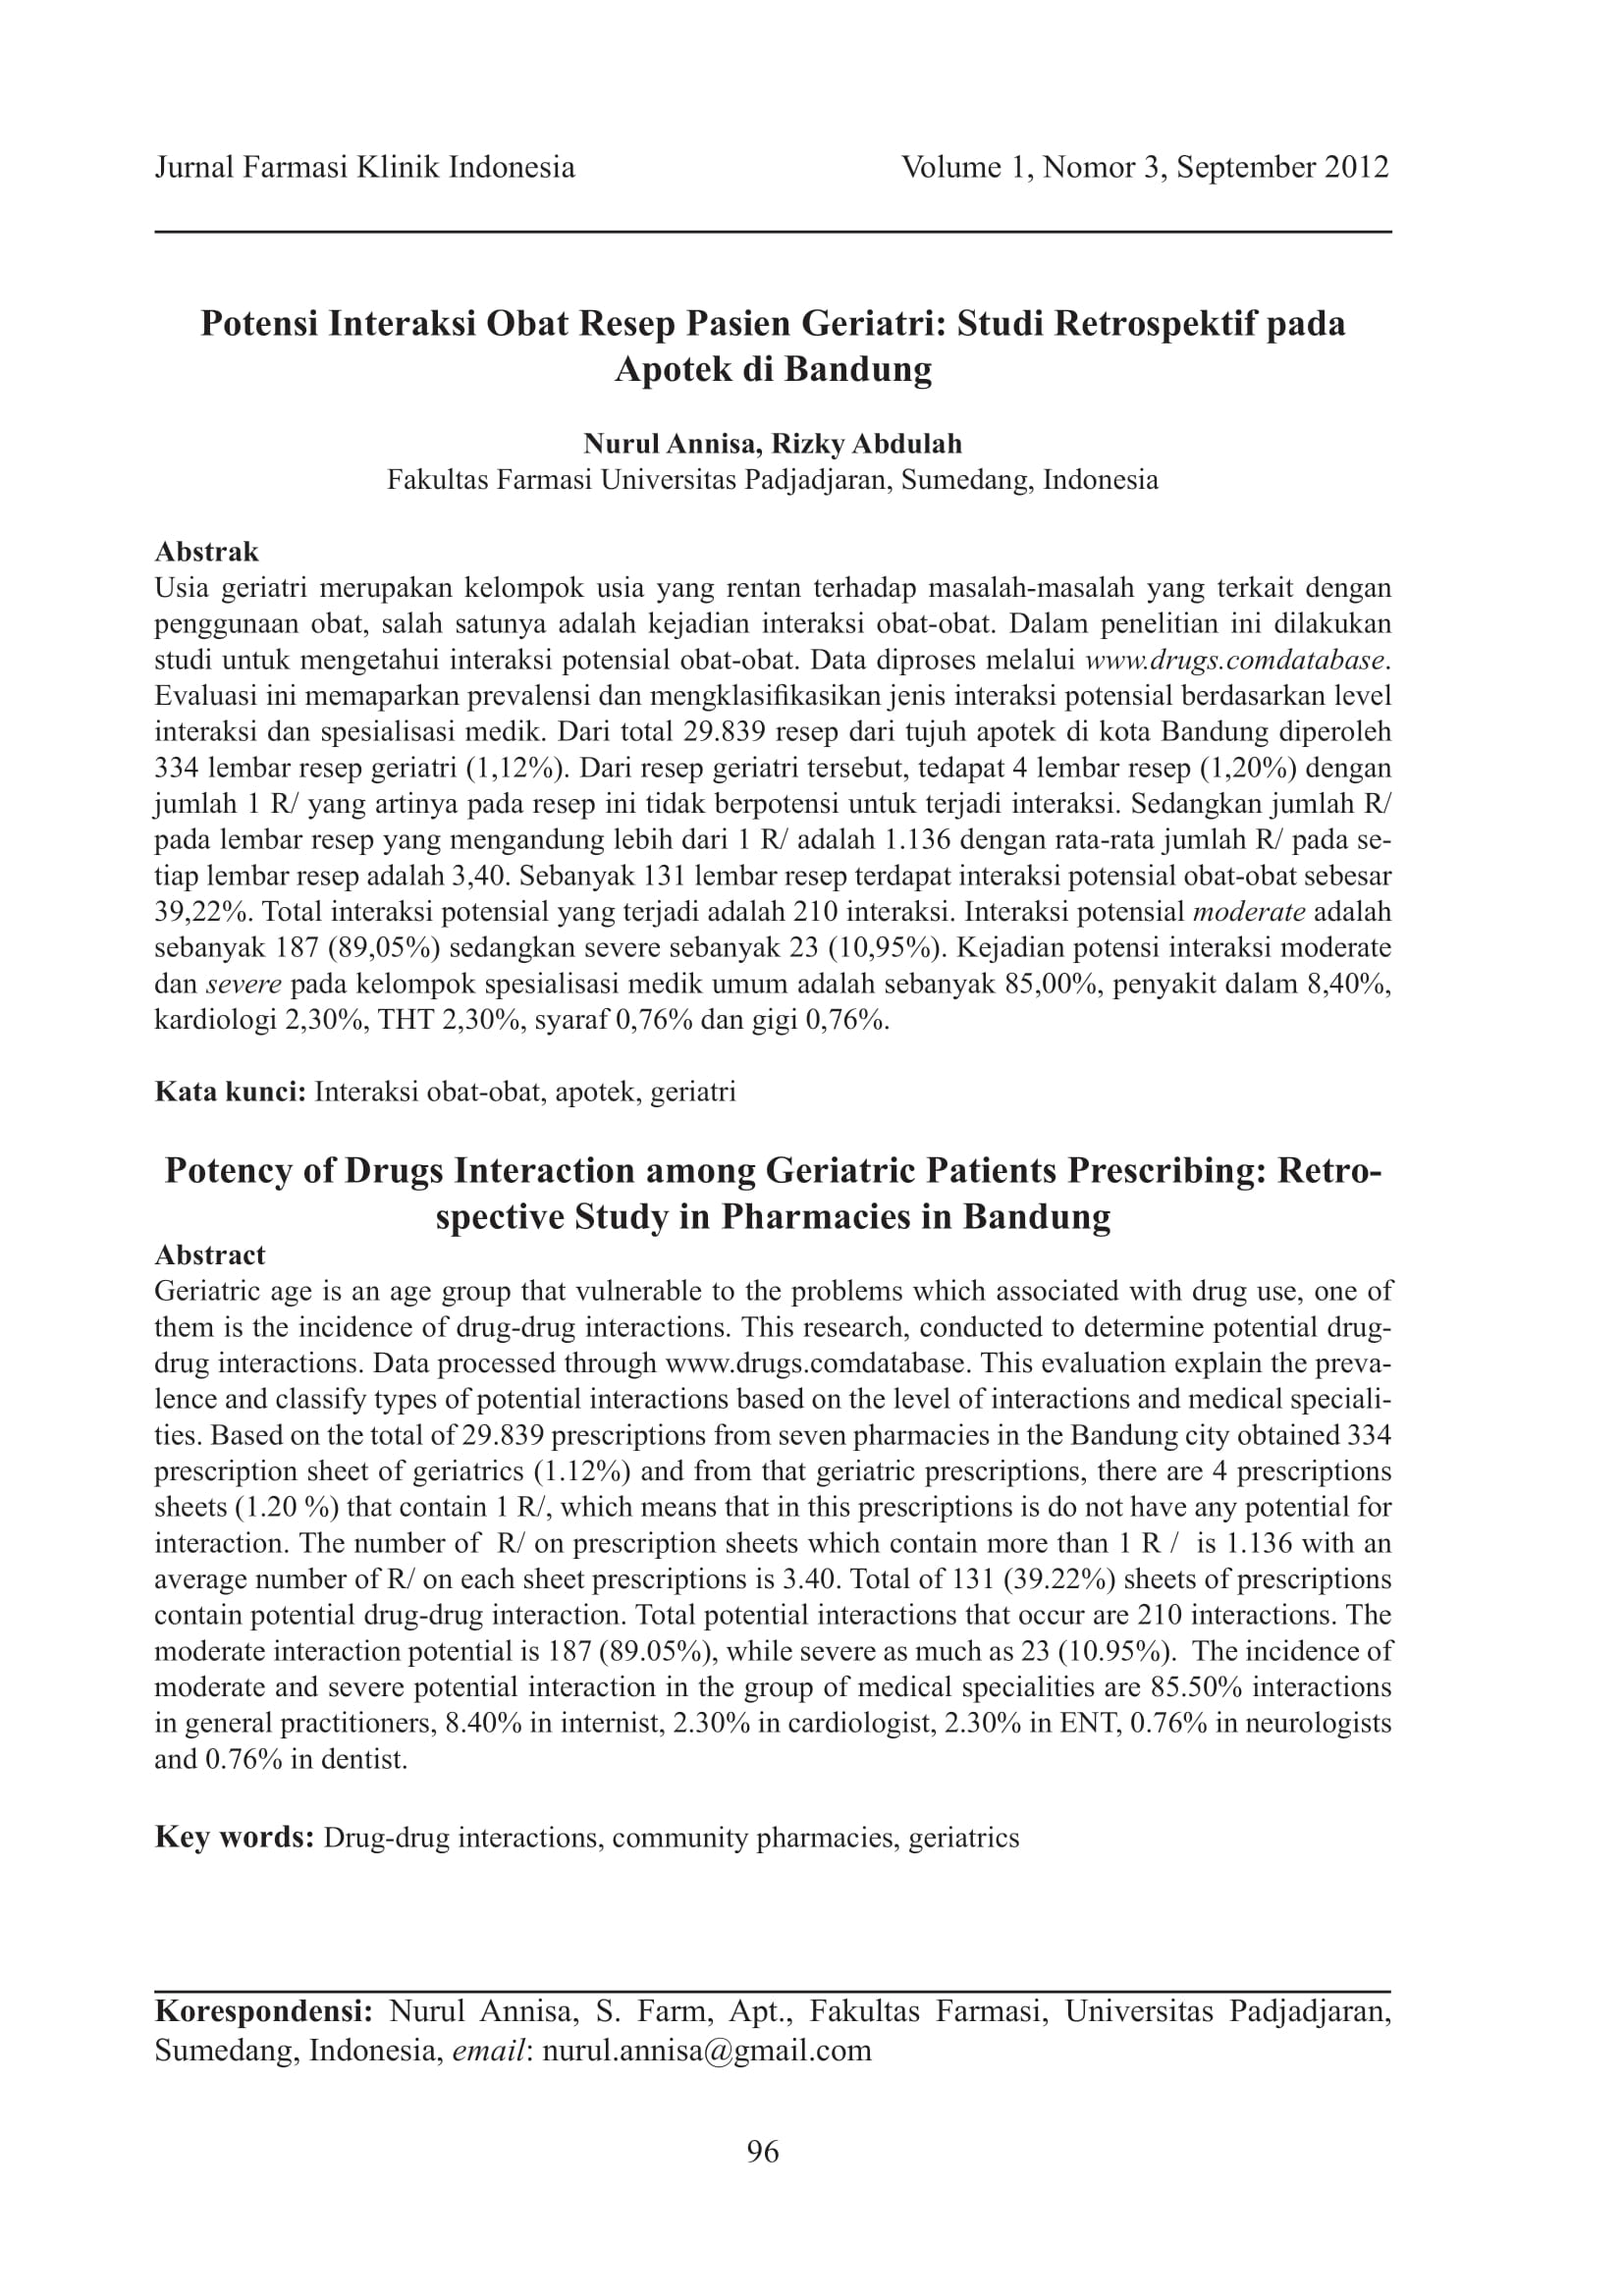 Jurnal Farmasi Klinik Indonesia
Volume 1, Nomor 3, September 2012
Potensi Interaksi Obat Resep Pasien Geriatri: Studi Retrospektif pada
Apotek di Bandung
Nurul Annisa, Rizky Abdulah
Fakultas Farmasi Universitas Padjadjaran, Sumedang, Indonesia
Abstrak
Usia geriatri merupakan kelompok usia yang rentan terhadap masalah-masalah yang terkait dengan
penggunaan obat, salah satunya adalah kejadian interaksi obat-obat. Dalam penelitian ini dilakukan
studi untuk mengetahui interaksi potensial obat-obat. Data diproses melalui www.drugs.comdatabase.
Evaluasi ini memaparkan prevalensi dan mengklasifikasikan jenis interaksi potensial berdasarkan level
interaksi dan spesialisasi medik. Dari total 29.839 resep dari tujuh apotek di kota Bandung diperoleh
334 lembar resep geriatri (1,12%). Dari resep geriatri tersebut, tedapat 4 lembar resep (1,20%) dengan
jumlah 1 R/ yang artinya pada resep ini tidak berpotensi untuk terjadi interaksi. Sedangkan jumlah R/
pada lembar resep yang mengandung lebih dari 1 R/ adalah 1.136 dengan rata-rata jumlah R/ pada se-
tiap lembar resep adalah 3,40. Sebanyak 131 lembar resep terdapat interaksi potensial obat-obat sebesar
39,22%. Total interaksi potensial yang terjadi adalah 210 interaksi. Interaksi potensial moderate adalah
sebanyak 187 (89,05%) sedangkan severe sebanyak 23 (10,95%). Kejadian potensi interaksi moderate
dan severe pada kelompok spesialisasi medik umum adalah sebanyak 85,00%, penyakit dalam 8,40%,
kardiologi 2,30%, THT 2,30%, syaraf 0,76% dan gigi 0,76%.
Kata kunci: Interaksi obat-obat, apotek, geriatri
Potency of Drugs Interaction among Geriatric Patients Prescribing: Retro-
spective Study in Pharmacies in Bandung
Abstract
Geriatric age is an age group that vulnerable to the problems which associated with drug use, one of
them is the incidence of drug-drug interactions. This research, conducted to determine potential drug-
drug interactions. Data processed through www.drugs.comdatabase. This evaluation explain the preva-
lence and classify types of potential interactions based on the level of interactions and medical speciali-
ties. Based on the total of 29.839 prescriptions from seven pharmacies in the Bandung city obtained 334
prescription sheet of geriatrics (1.12%) and from that geriatric prescriptions, there are 4 prescriptions
sheets (1.20 %) that contain 1 R/, which means that in this prescriptions is do not have any potential for
interaction. The number of  R/ on prescription sheets which contain more than 1 R /  is 1.136 with an
average number of R/ on each sheet prescriptions is 3.40. Total of 131 (39.22%) sheets of prescriptions
contain potential drug-drug interaction. Total potential interactions that occur are 210 interactions. The
moderate interaction potential is 187 (89.05%), while severe as much as 23 (10.95%).  The incidence of
moderate and severe potential interaction in the group of medical specialities are 85.50% interactions
in general practitioners, 8.40% in internist, 2.30% in cardiologist, 2.30% in ENT, 0.76% in neurologists
and 0.76% in dentist.
Key words: Drug-drug interactions, community pharmacies, geriatrics
Korespondensi: Nurul Annisa, S. Farm, Apt., Fakultas Farmasi, Universitas Padjadjaran,
Sumedang, Indonesia, email: nurul.annisa@gmail.com
96